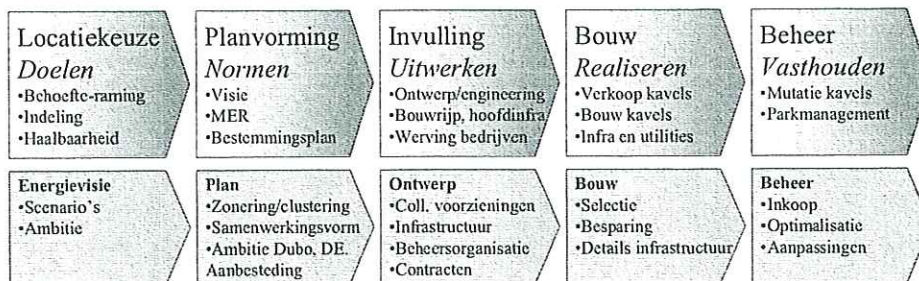 Locatiekeuze
Doelen
•Behoefte-raming
•Indeling
•Haalbaarheid
Planvorming
Normen
•Visie
•MER
•Bestemmingsplan
Invulling
Uitwerken
•Ontwerp/engineering
•Bouwrijp, hoofdinfra
•Werving bedrijven
Bouw
Realiseren
•Verkoop kavels
•Bouw kavels
•Infra en utilities
Beheer
Vasthouden
•Mutatie kavels
•Parkmanagement
Energievisie
•Scenario's
•Ambitie
Plan
•Zonering/clustering
•Samenwerkingsvorm
•Ambitie Dubo, DE.
Aanbesteding
Ontwerp
•Coll. voorzieningen
•Infrastructuur
•Beheersorganisatie
•Contracten
Bouw
•Selectie
•Besparing
•Details infrastructuur
Beheer
•Inkoop
•Optimalisatie
•Aanpassingen